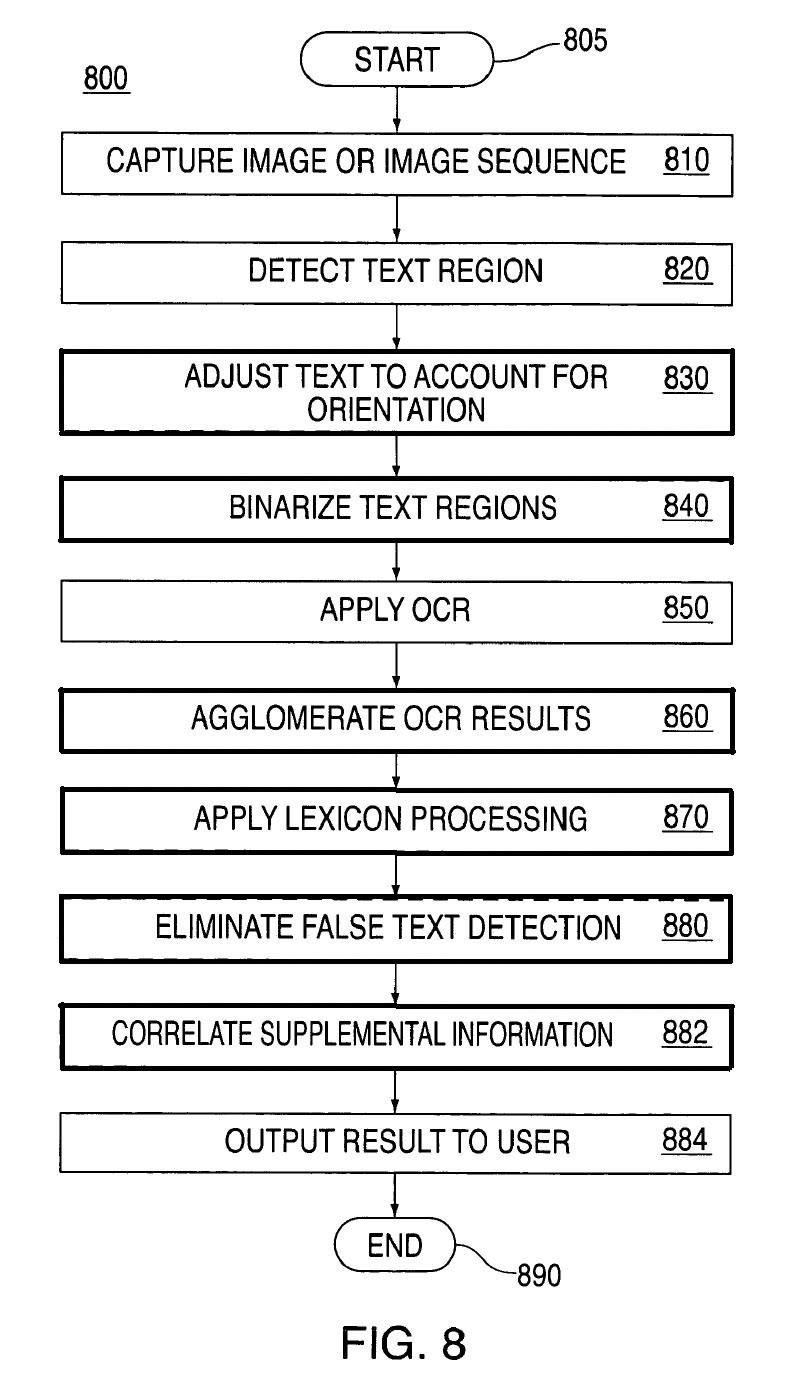 START 805
800
CAPTURE IMAGE OR IMAGE SEQUENCE 810
DETECT TEXT REGION 820
ADJUST TEXT TO ACCOUNT FOR 830
ORIENTATION
BINARIZE TEXT REGIONS 840
APPLY OCR 850
AGGLOMERATE OCR RESULTS 860
APPLY LEXICON PROCESSING 870
ELIMINATE FALSE TEXT DETECTION 880
CORRELATE SUPPLEMENTAL INFORMATION 882
OUTPUT RESULT TO USER 884
END
890
FIG. 8